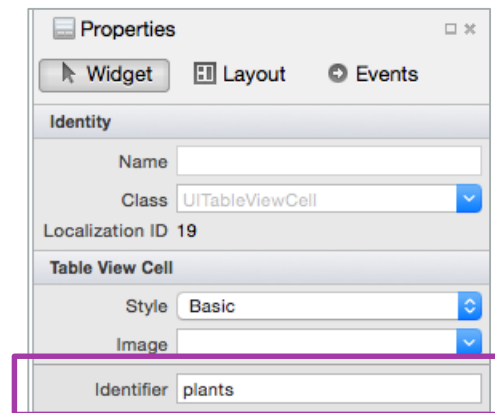 Properties
Widget Layout Events
Identity
Name
Class UITableViewCell
Localization ID 19
Table View Cell
Style Basic
Image
Identifier plants